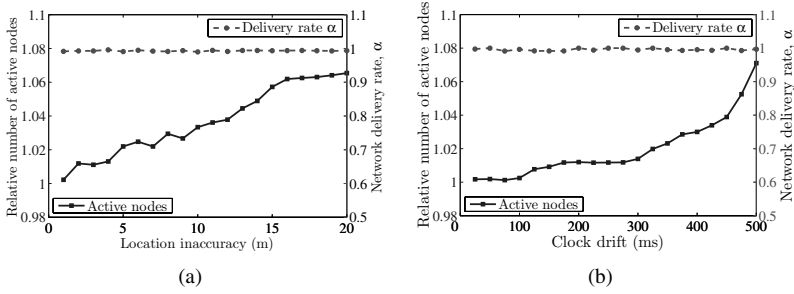 Delivery rate α
Active nodes
Relative number of active nodes
1.1
1.08
1.06
1.04
1.02
1
0.98
Network delivery rate, α
1.1
1
0.9
0.8
0.7
0.6
0.5
0 5 10 15 20
Location inaccuracy (m)
(a)
Delivery rate α
Active nodes
Relative number of active nodes
1.1
1.08
1.06
1.04
1.02
1
0.98
Network delivery rate, α
1.1
1
0.9
0.8
0.7
0.6
0.5
0 100 200 300 400 500
Clock drift (ms)
(b)